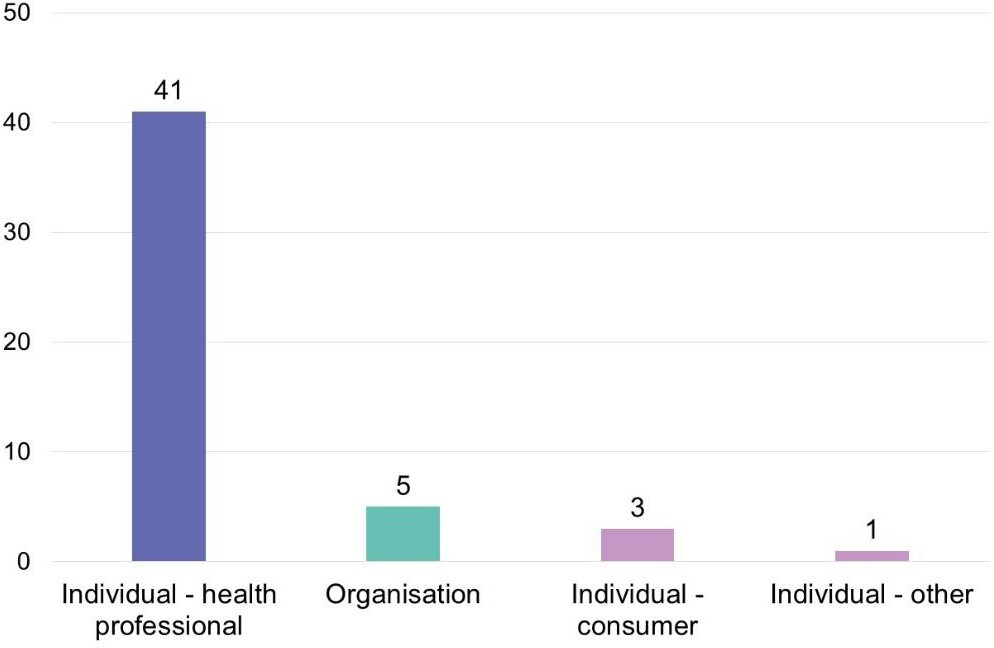 50
41
40
30
20
10
5
3
1
0
Individual - health
professional
Organisation
Individual -
consumer
Individual - other